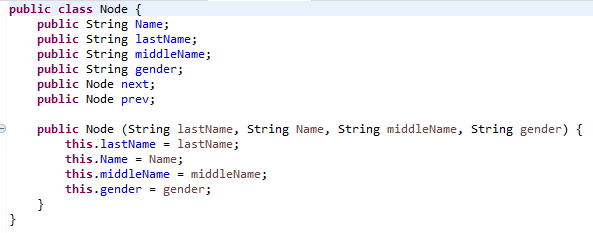 public class Node {
    public String Name;
    public String lastName;
    public String middleName;
    public String gender;
    public Node next;
    public Node prev;

    public Node (String lastName, String Name, String middleName, String gender) {
        this.lastName = lastName;
        this.Name = Name;
        this.middleName = middleName;
        this.gender = gender;
    }
}